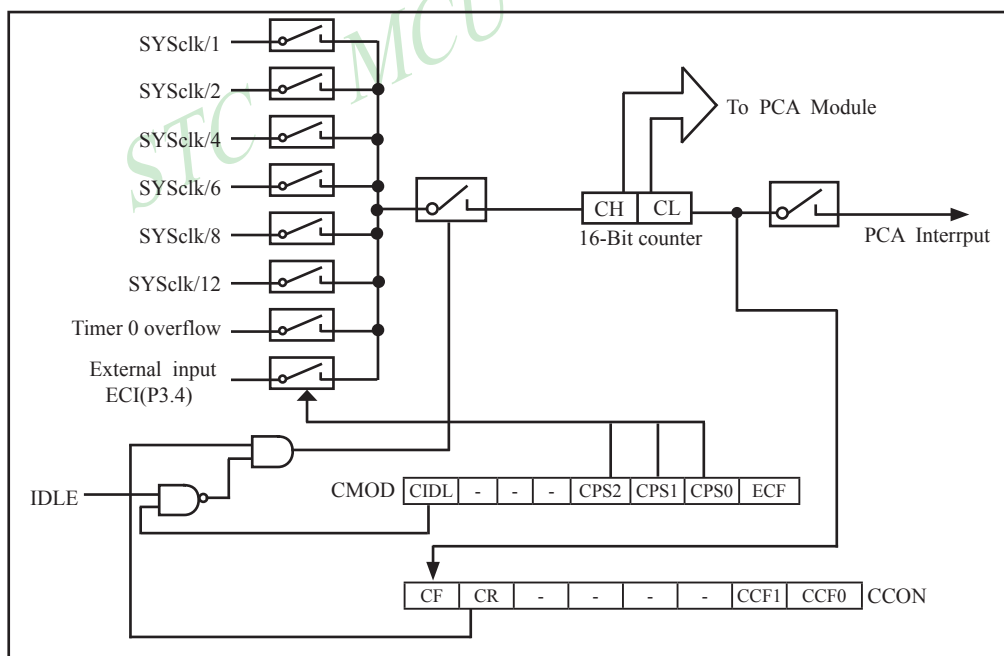 STC MCU
SYSclk/1
SYSclk/2
SYSclk/4
SYSclk/6
SYSclk/8
SYSclk/12
Timer 0 overflow
External input
ECI(P3.4)
To PCA Module
CH CL
16-Bit counter
PCA Interrput
IDLE
CMOD CIDL - - - CPS2 CPS1 CPS0 ECF
CF CR - - - - CCF1 CCF0 CCON